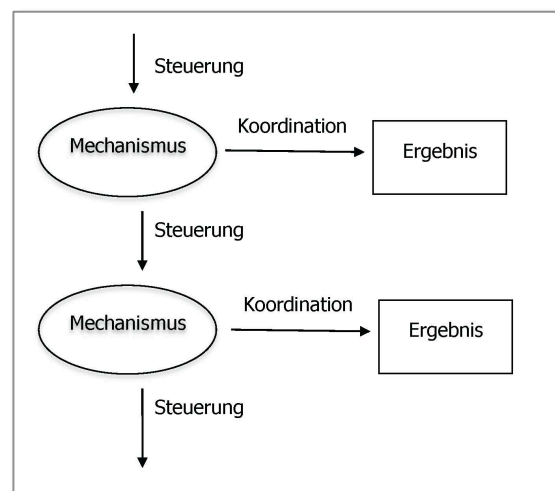 Steuerung
Koordination
Mechanismus
Ergebnis
Steuerung
Koordination
Mechanismus
Ergebnis
Steuerung